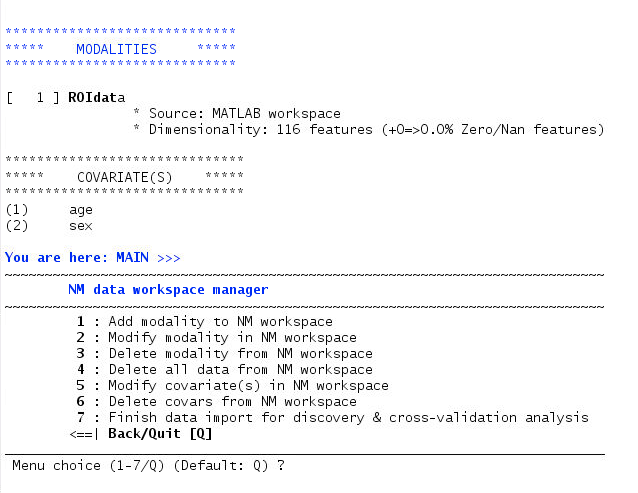 *****************************
*****    MODALITIES     *****
*****************************
[   1 ] ROIdata
* Source: MATLAB workspace
* Dimensionality: 116 features (+0=>0.0% Zero/Nan features)
******************************
*****    COVARIATE(S)    *****
******************************
(1)     age
(2)     sex
You are here: MAIN >>>
~~~~~~~~~~~~~~~~~~~~~~~~~~~~~~~~~~~~~~~~~~~~~~~~~~~~~~~~~~~~~~~~~~~~~~~~~~~
NM data workspace manager
~~~~~~~~~~~~~~~~~~~~~~~~~~~~~~~~~~~~~~~~~~~~~~~~~~~~~~~~~~~~~~~~~~~~~~~~~~~
1 : Add modality to NM workspace
2 : Modify modality in NM workspace
3 : Delete modality from NM workspace
4 : Delete all data from NM workspace
5 : Modify covariate(s) in NM workspace
6 : Delete covars from NM workspace
7 : Finish data import for discovery & cross-validation analysis
<==| Back/Quit [Q]
___________________________________________________________________________
Menu choice (1-7/Q) (Default: Q) ?